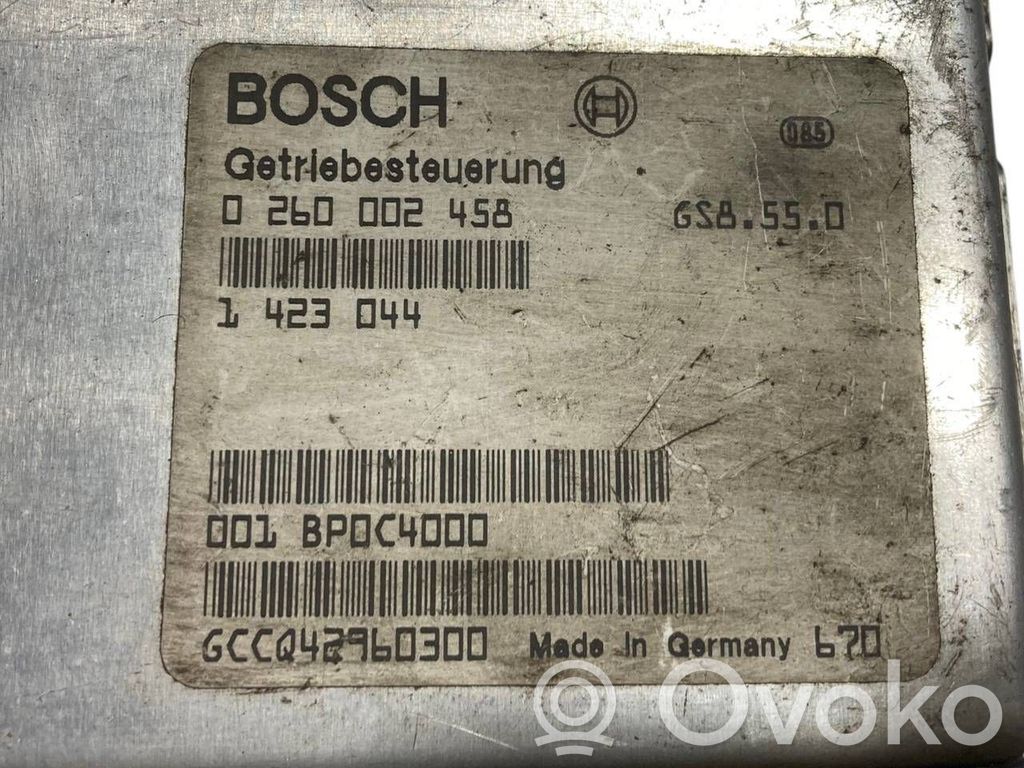 BOSCH
085
Getriebesteuerung
0 260 002 458 GS8.55.0
1 423 044
001 BP0C4000
GCCQ42960300 Made in Germany 670
Ovoko